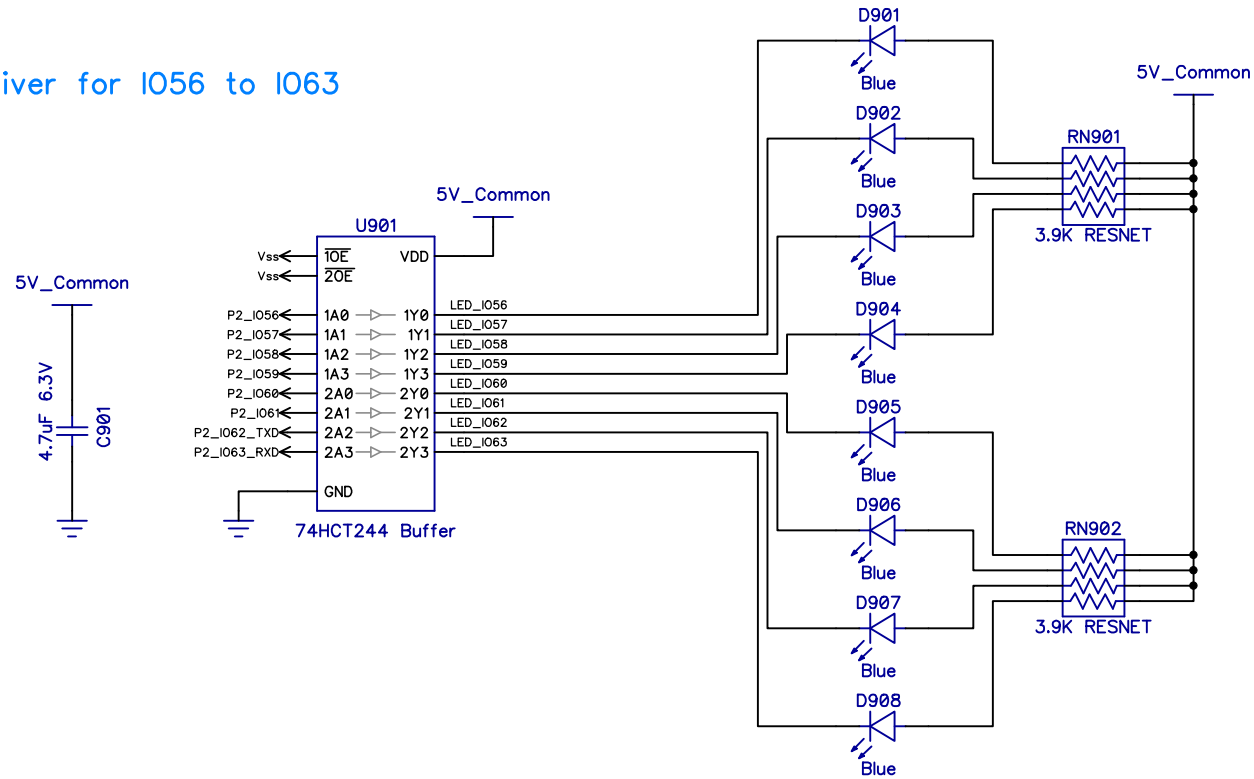 iver for IO56 to IO63
D901
Blue
5V_Common
D902
Blue
RN901
3.9K RESNET
D903
Blue
5V_Common
U901
1OE VDD
2OE
Vss
Vss
5V_Common
4.7uF 6.3V
C901
P2_IO56 1A0 1Y0 LED_IO56
P2_IO57 1A1 1Y1 LED_IO57
P2_IO58 1A2 1Y2 LED_IO58
P2_IO59 1A3 1Y3 LED_IO59
P2_IO60 2A0 2Y0 LED_IO60
P2_IO61 2A1 2Y1 LED_IO61
P2_IO62_TXD 2A2 2Y2 LED_IO62
P2_IO63_RXD 2A3 2Y3 LED_IO63
GND
74HCT244 Buffer
D904
Blue
D905
Blue
D906
Blue
RN902
3.9K RESNET
D907
Blue
D908
Blue